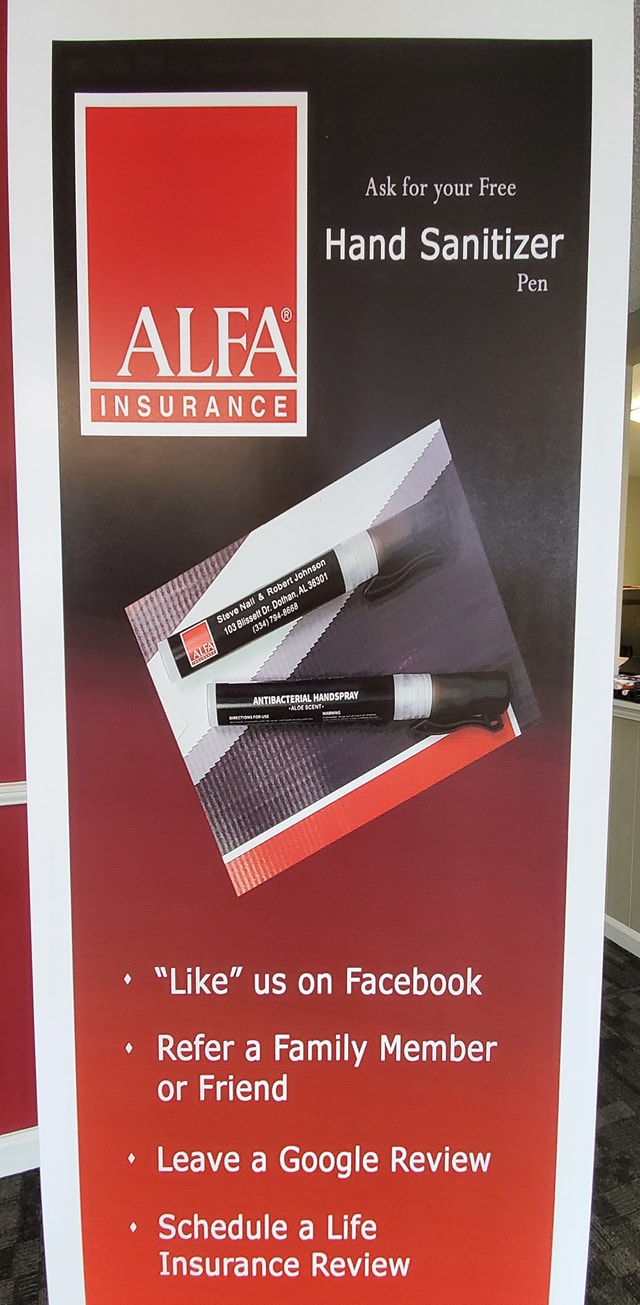 Ask for your Free
Hand Sanitizer
Pen
ALFA®
INSURANCE
Steve Nall & Robert Johnson
103 Blissett Dr. Dothan, AL 36301
(334) 794-8668
ALFA
ANTIBACTERIAL HANDSPRAY
•ALOE SCENT•
DIRECTIONS FOR USE
WARNING
⬩ “Like” us on Facebook
⬩ Refer a Family Member
or Friend
⬩ Leave a Google Review
⬩ Schedule a Life
Insurance Review